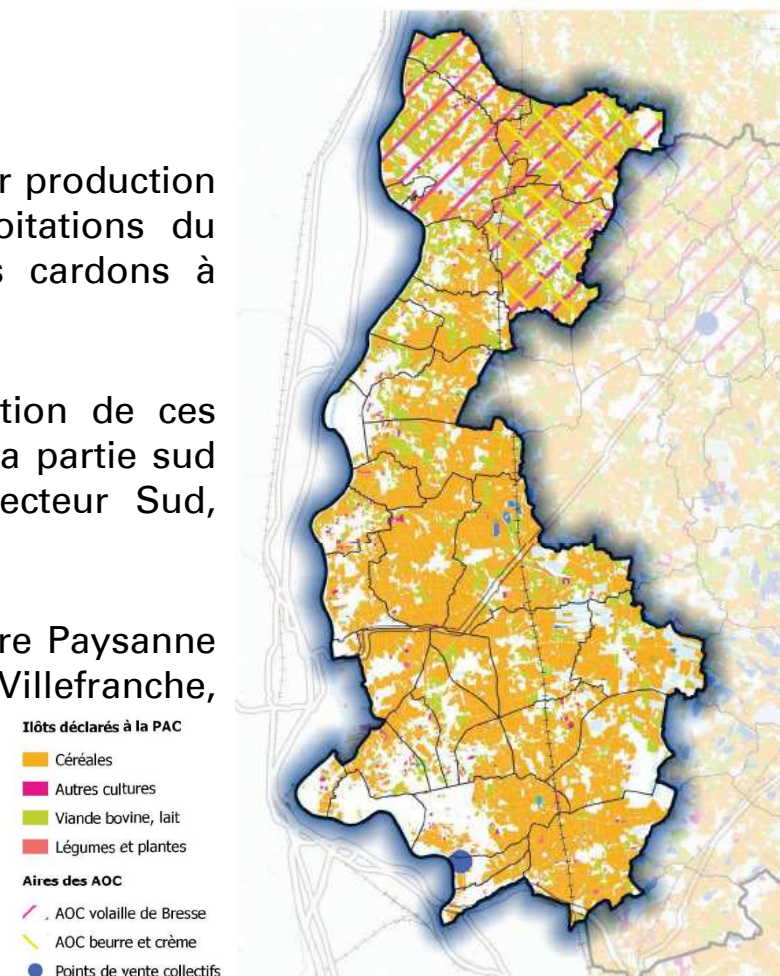 r production
oitations du
s cardons à
tion de ces
a partie sud
ecteur Sud,
re Paysanne
Villefranche,
Ilôts déclarés à la PAC
Céréales
Autres cultures
Viande bovine, lait
Légumes et plantes
Aires des AOC
AOC volaille de Bresse
AOC beurre et crème
Points de vente collectifs